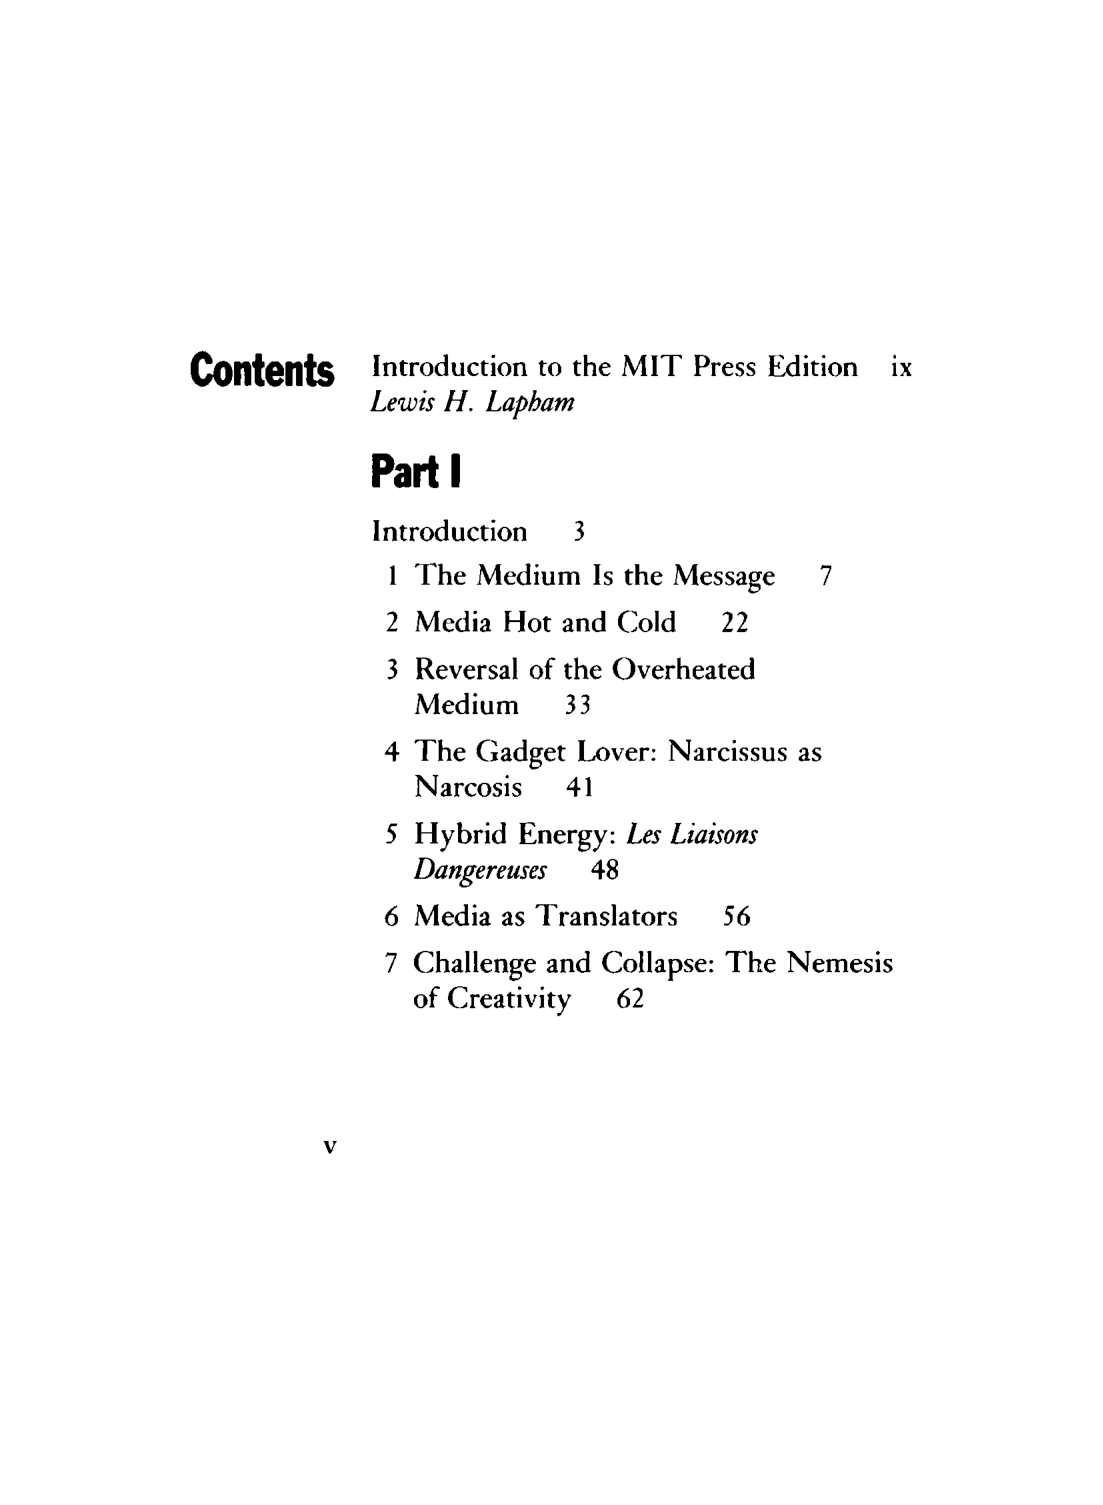 Contents Introduction to the MIT Press Edition ix
Lewis H. Lapham
Part I
Introduction 3
1 The Medium Is the Message 7
2 Media Hot and Cold 22
3 Reversal of the Overheated
Medium 33
4 The Gadget Lover: Narcissus as
Narcosis 41
5 Hybrid Energy: Les Liaisons
Dangereuses 48
6 Media as Translators 56
7 Challenge and Collapse: The Nemesis
of Creativity 62
v